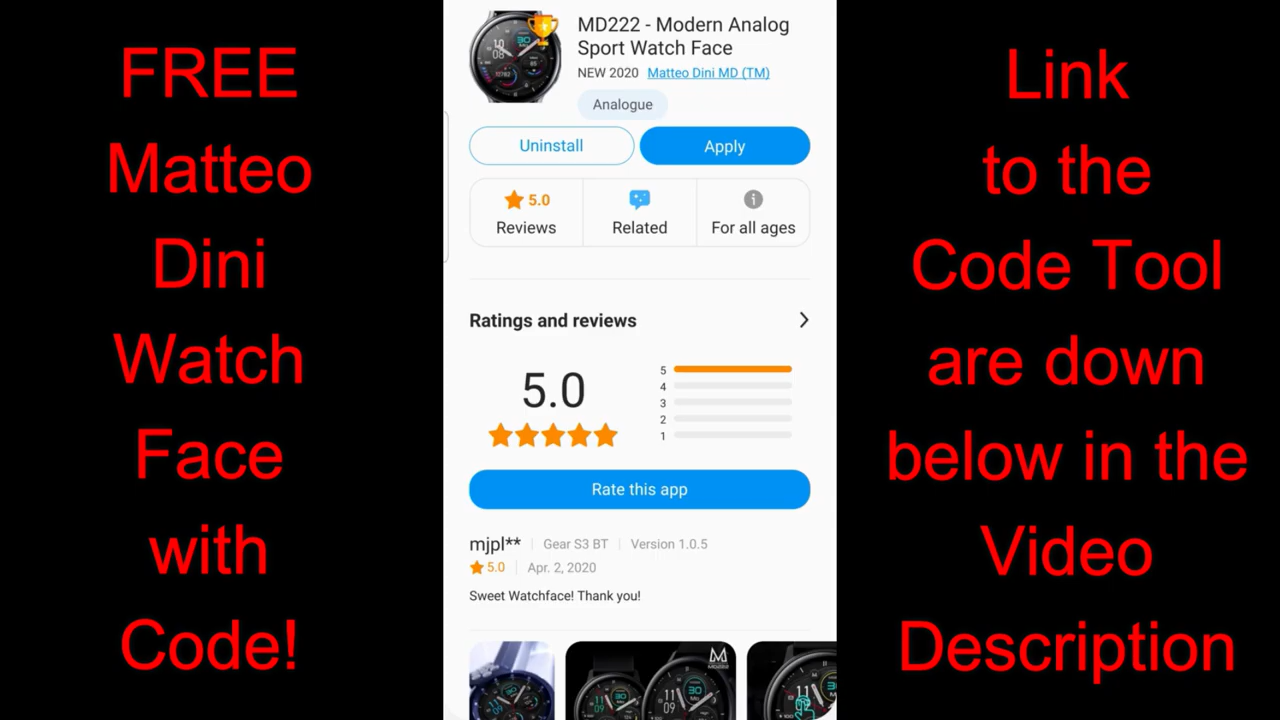 FREE
Matteo
Dini
Watch
Face
with
Code!
MD222 - Modern Analog
Sport Watch Face
NEW 2020 Matteo Dini MD (TM)
Analogue
Uninstall
Apply
5.0
Reviews
Related
For all ages
Ratings and reviews
5.0
5
4
3
2
1
Rate this app
mjpl** Gear S3 BT Version 1.0.5
5.0 Apr. 2, 2020
Sweet Watchface! Thank you!
MD222
Link
to the
Code Tool
are down
below in the
Video
Description